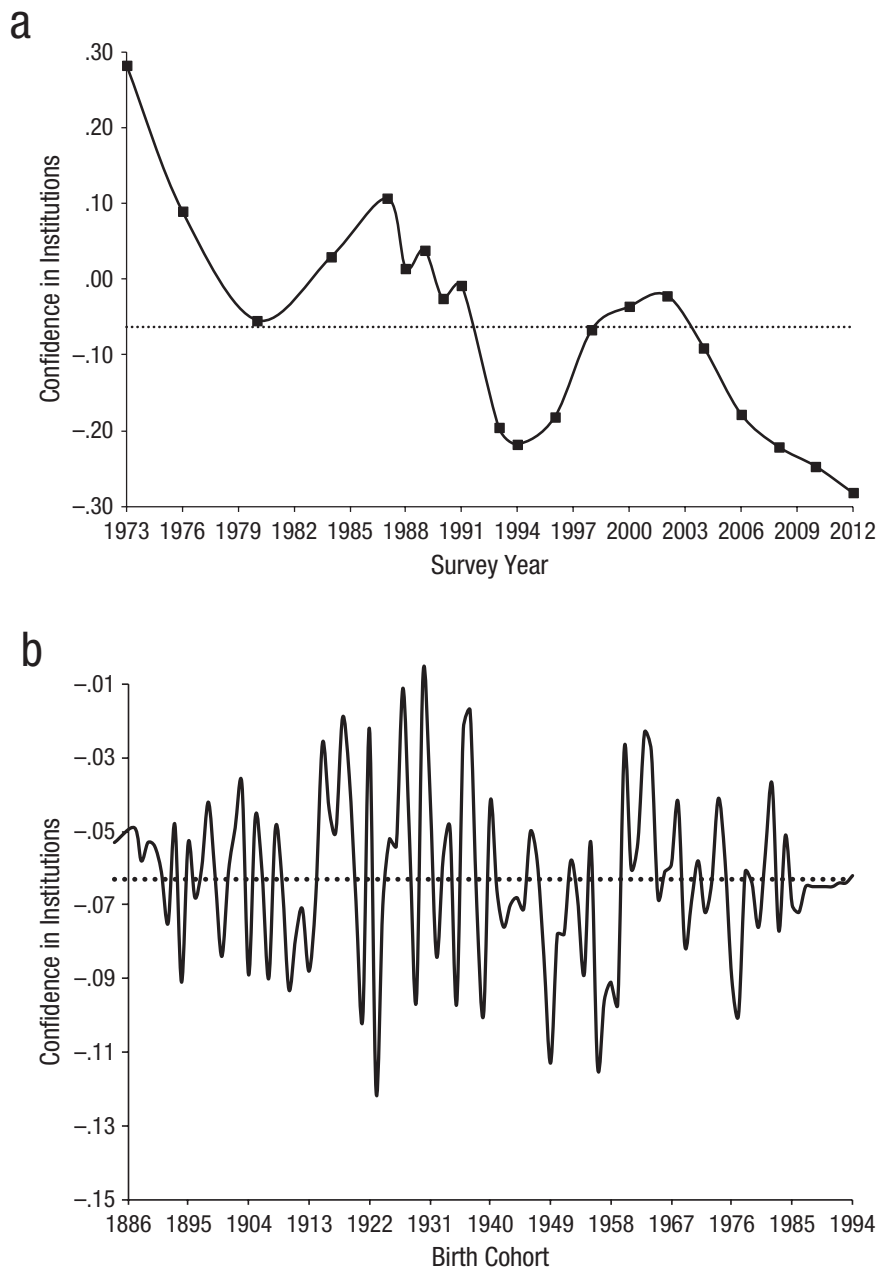 a
.30
.20
.10
.00
–.10
–.20
–.30
Confidence in Institutions
1973 1976 1979 1982 1985 1988 1991 1994 1997 2000 2003 2006 2009 2012
Survey Year
b
–.01
–.03
–.05
–.07
–.09
–.11
–.13
–.15
Confidence in Institutions
1886 1895 1904 1913 1922 1931 1940 1949 1958 1967 1976 1985 1994
Birth Cohort